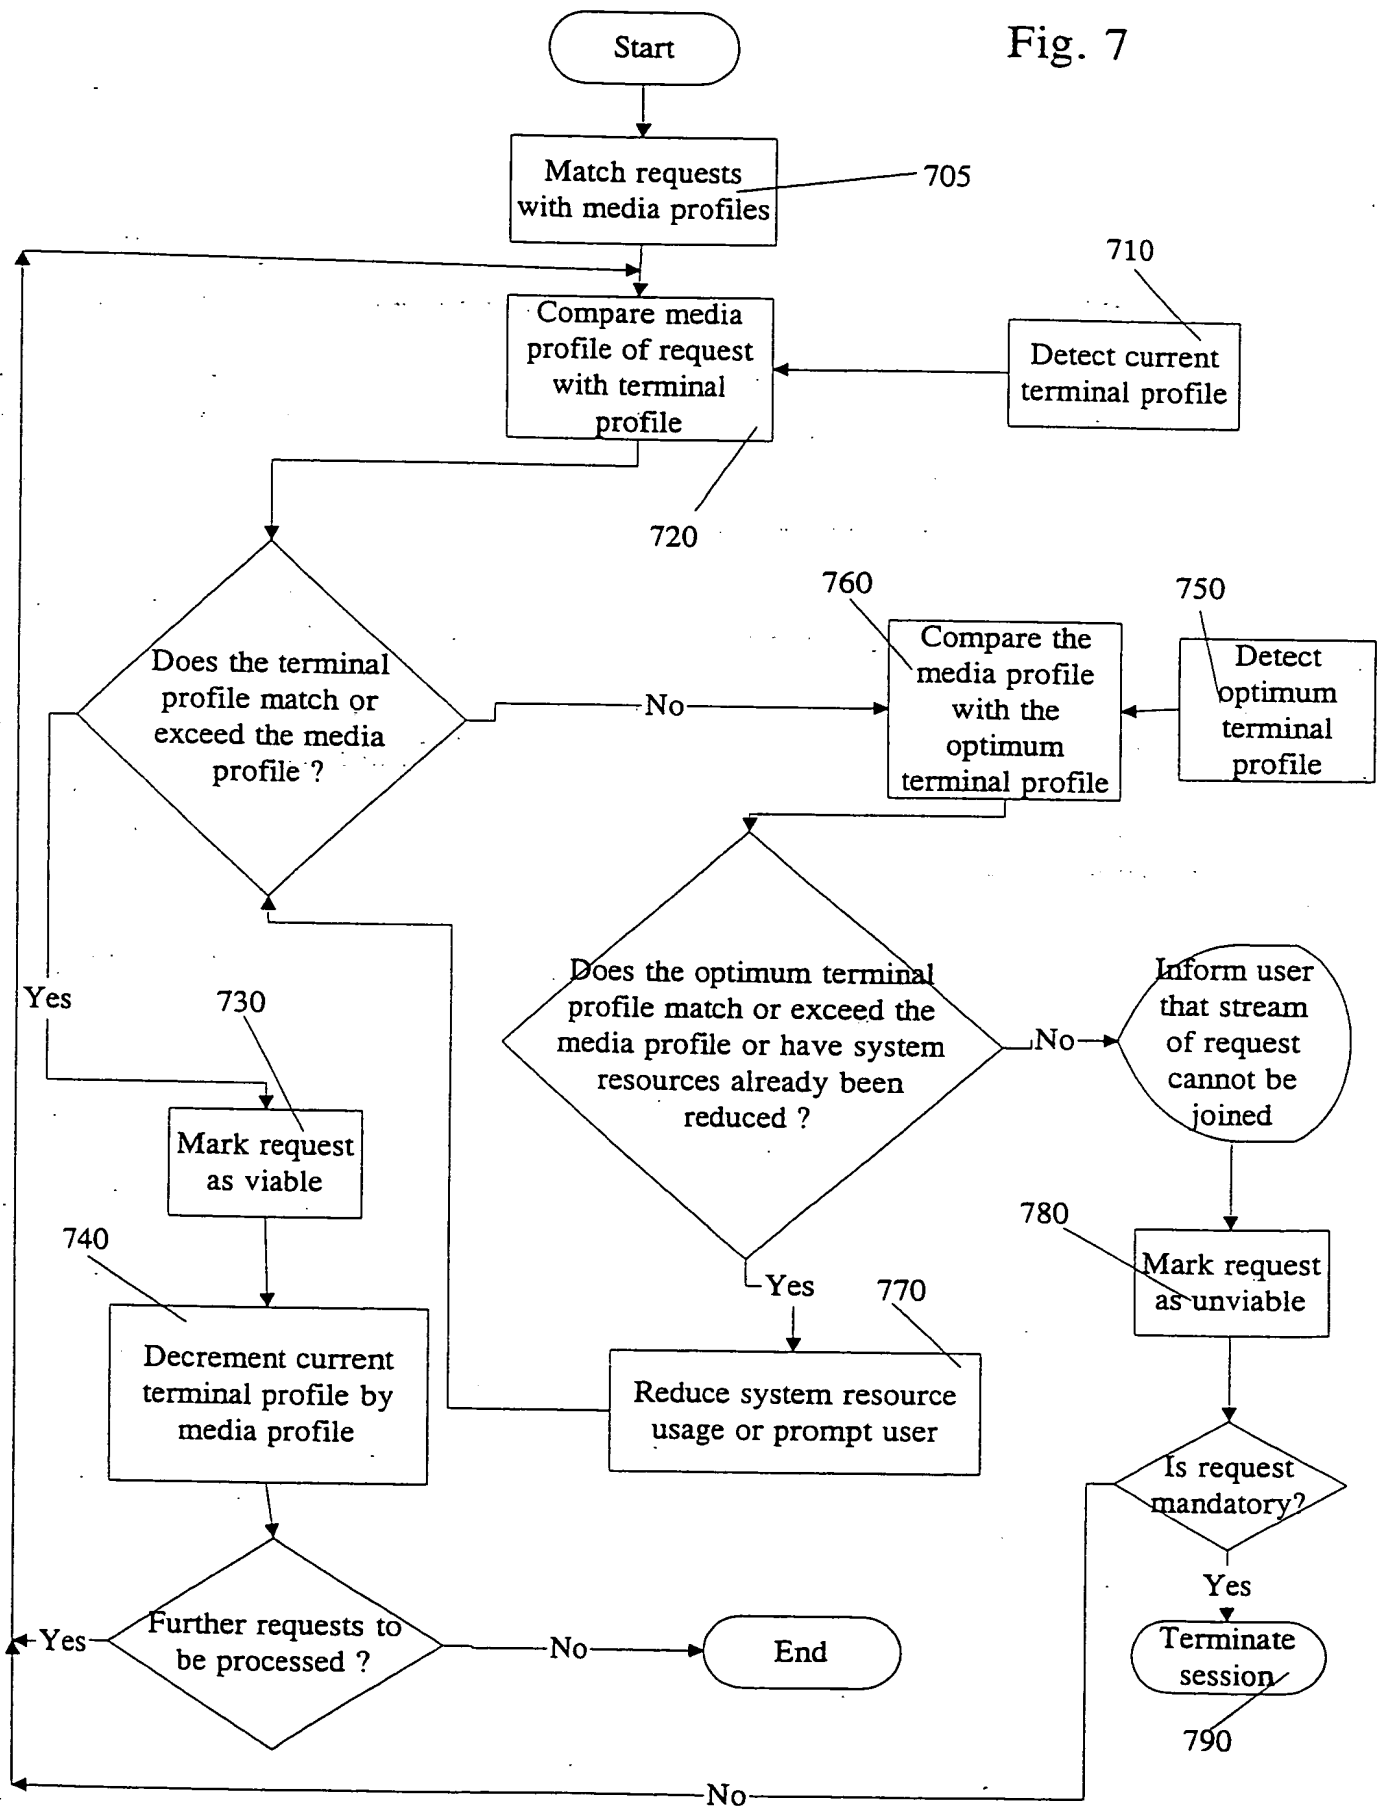 Fig. 7
Start
Match requests
with media profiles
705
710
Compare media
profile of request
with terminal
profile
Detect current
terminal profile
720
760
750
Does the terminal
profile match or
exceed the media
profile ?
No
Compare the
media profile
with the
optimum
terminal profile
Detect
optimum
terminal
profile
Yes
730
Does the optimum terminal
profile match or exceed the
media profile or have system
resources already been
reduced ?
No
Inform user
that stream
of request
cannot be
joined
Mark request
as viable
740
780
Yes
770
Mark request
as unviable
Decrement current
terminal profile by
media profile
Reduce system resource
usage or prompt user
Is request
mandatory?
Yes
Yes
Further requests to
be processed ?
No
End
Terminate
session
790
No